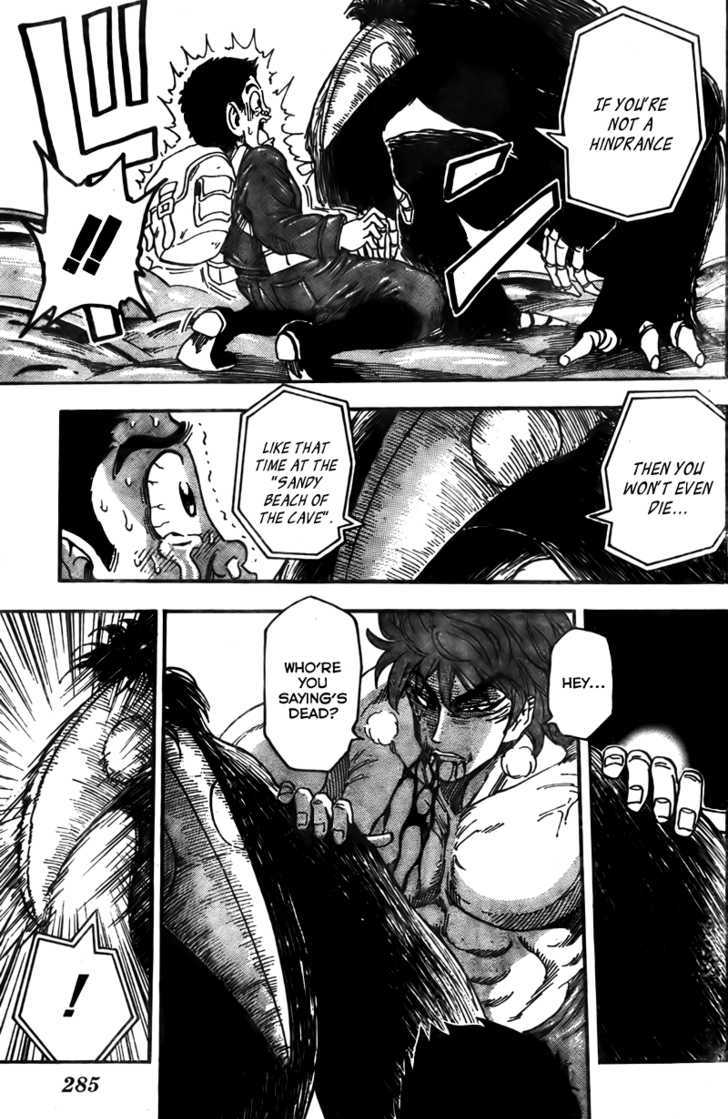 IF YOU'RE
NOT A
HINDRANCE
ド
!!
THEN YOU
WON'T EVEN
DIE...
LIKE THAT
TIME AT THE
"SANDY
BEACH OF
THE CAVE".
HEY...
WHO'RE
YOU
SAYING'S
DEAD?
!
285